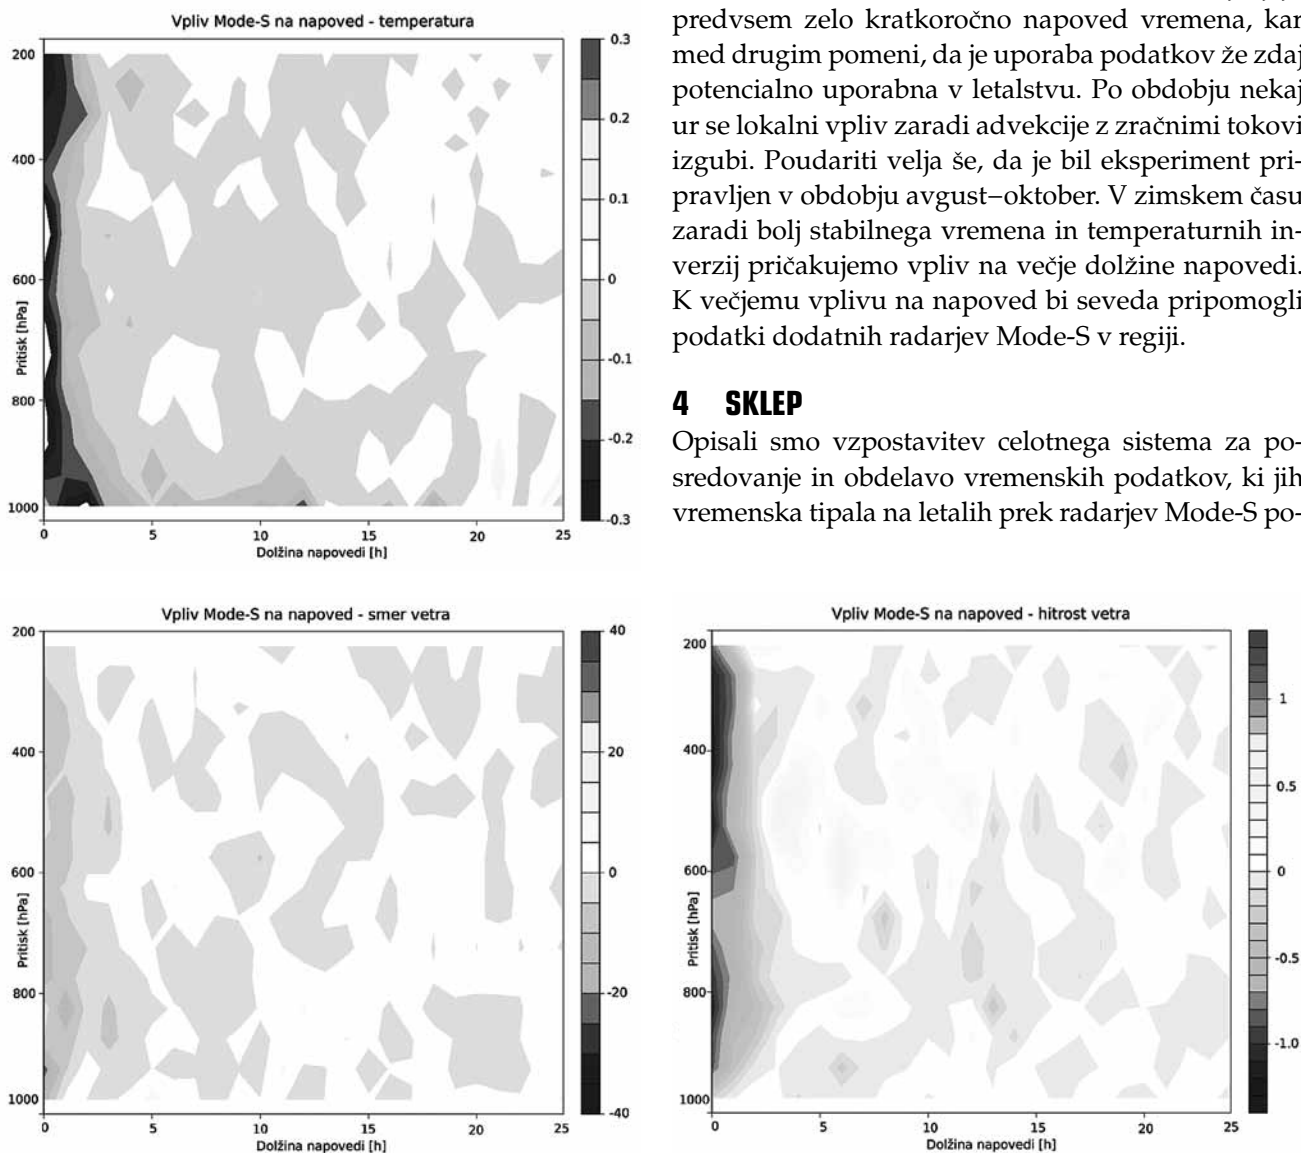 Vpliv Mode-S na napoved - temperatura
200
400
600
800
1000
Pritisk [hPa]
0
5
10
15
20
25
Dolžina napovedi [h]
0.3
0.2
0.1
0
-0.1
-0.2
-0.3
predvsem zelo kratkoročno napoved vremena, kar
med drugim pomeni, da je uporaba podatkov že zdaj
potencialno uporabna v letalstvu. Po obdobju nekaj
ur se lokalni vpliv zaradi advekcije z zračnimi tokovi
izgubi. Poudariti velja še, da je bil eksperiment pri-
pravljen v obdobju avgust–oktober. V zimskem času
zaradi bolj stabilnega vremena in temperaturnih in-
verzij pričakujemo vpliv na večje dolžine napovedi.
K večjemu vplivu na napoved bi seveda pripomogli
podatki dodatnih radarjev Mode-S v regiji.
4 SKLEP
Opisali smo vzpostavitev celotnega sistema za po-
sredovanje in obdelavo vremenskih podatkov, ki jih
vremenska tipala na letalih prek radarjev Mode-S po-
Vpliv Mode-S na napoved - smer vetra
200
400
600
800
1000
Pritisk [hPa]
0
5
10
15
20
25
Dolžina napovedi [h]
40
20
0
-20
-40
Vpliv Mode-S na napoved - hitrost vetra
200
400
600
800
1000
Pritisk [hPa]
0
5
10
15
20
25
Dolžina napovedi [h]
1
0.5
0
-0.5
-1.0